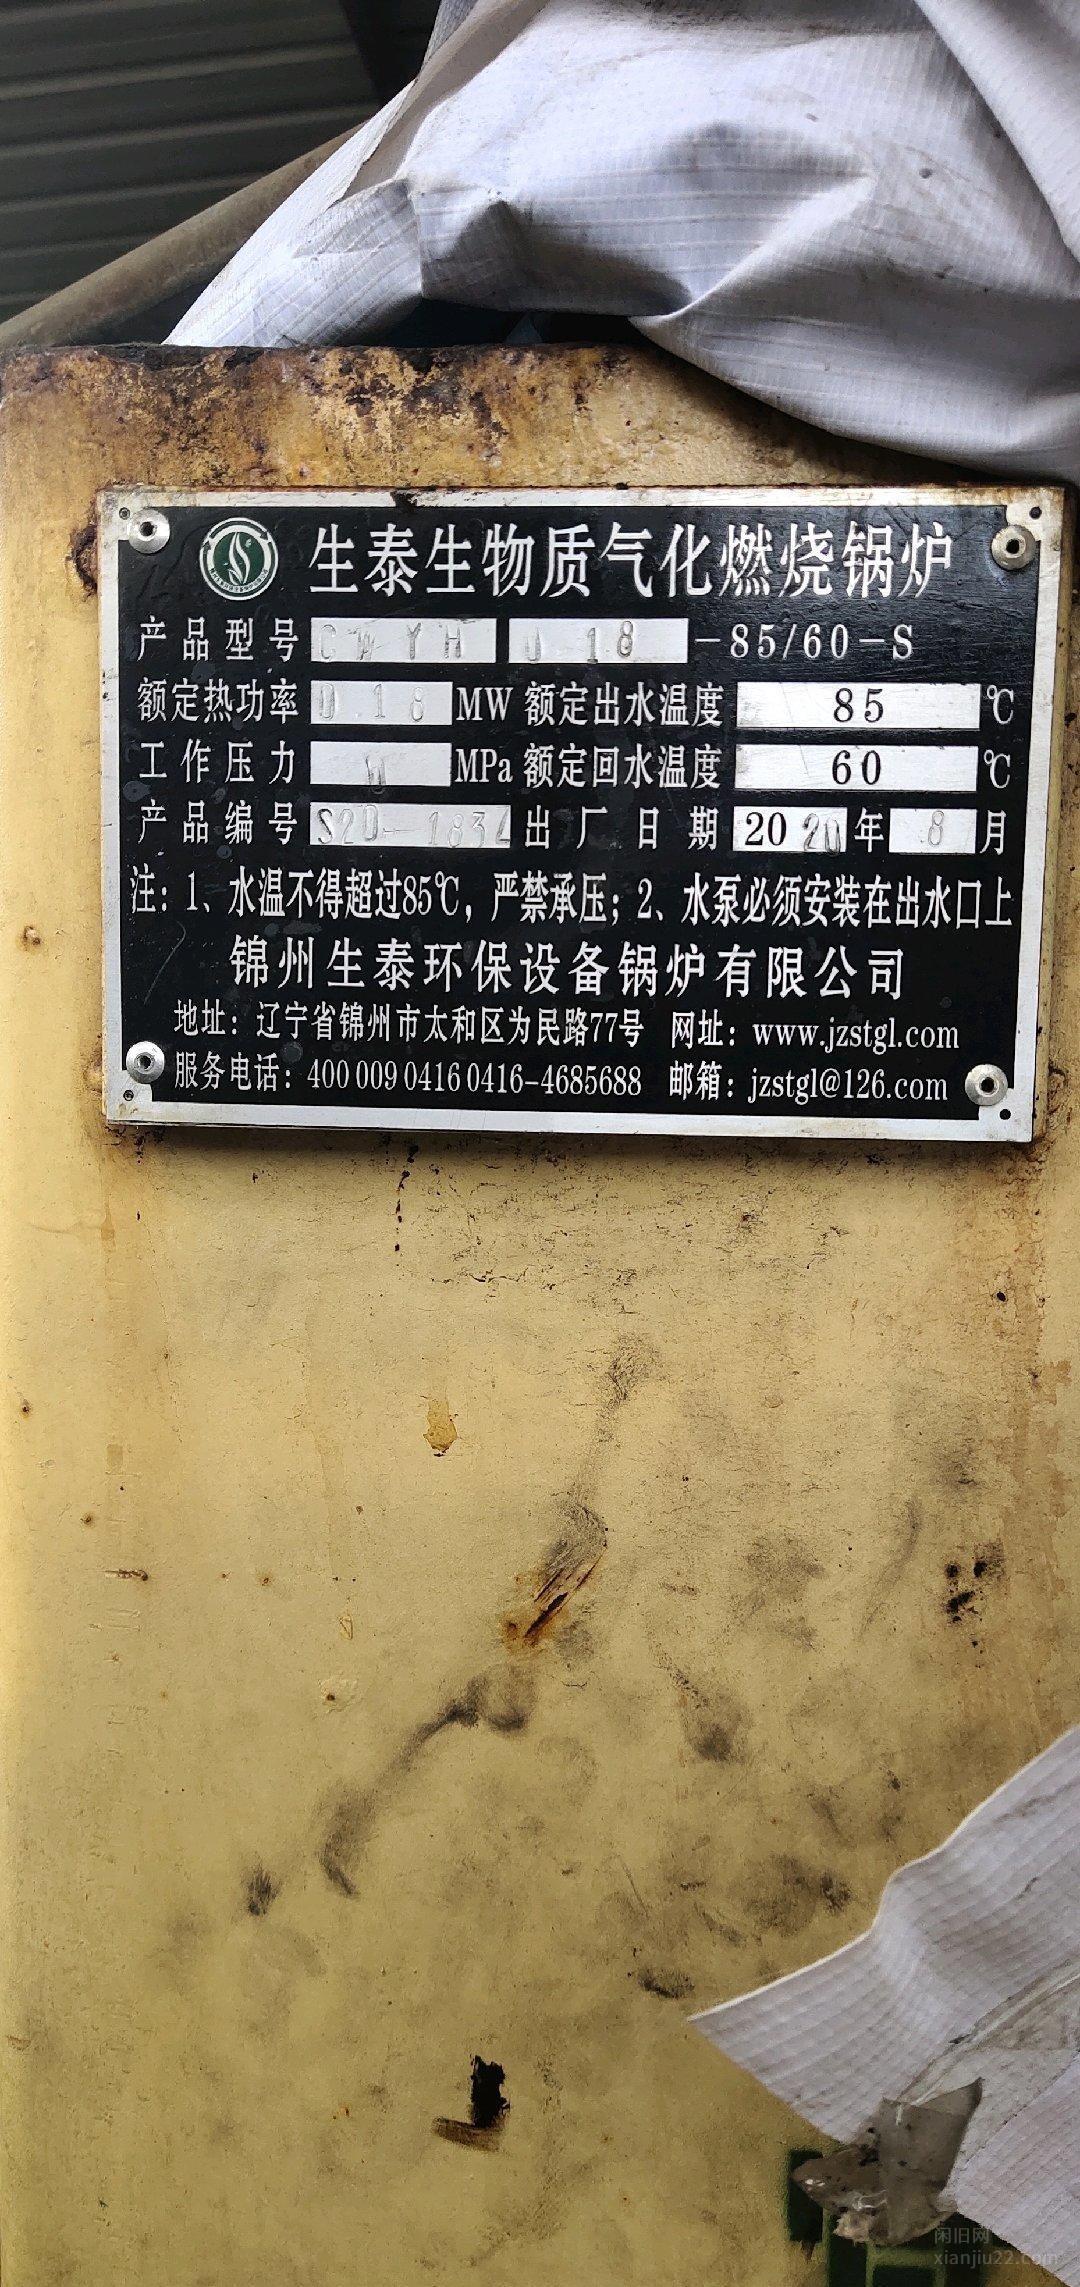 生泰生物质气化燃烧锅炉
产品型号 CWYH 0 18 -85/60-S
额定热功率 0 18 MW 额定出水温度 85 ℃
工作压力 MPa 额定回水温度 60 ℃
产品编号 S20-1834 出厂日期 2020年 8 月
注：1、水温不得超过85℃，严禁承压；2、水泵必须安装在出水口上
锦州生泰环保设备锅炉有限公司
地址：辽宁省锦州市太和区为民路77号 网址：www.jzstgl.com
服务电话：400 009 0416 0416-4685688 邮箱：jzstgl@126.com
闲旧网
xianjiu22.com